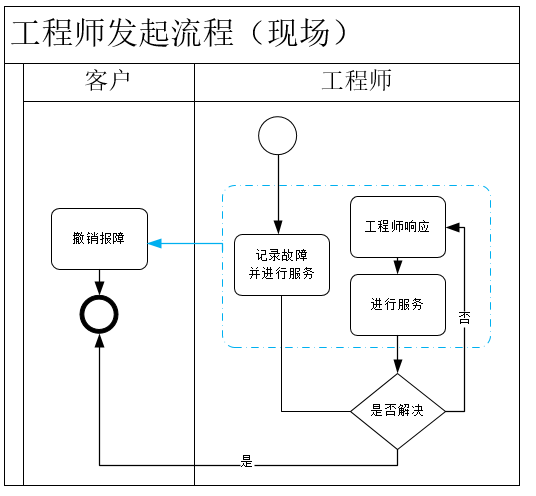 工程师发起流程（现场）
客户
工程师
撤销报障
记录故障
并进行服务
工程师响应
进行服务
否
是否解决
是